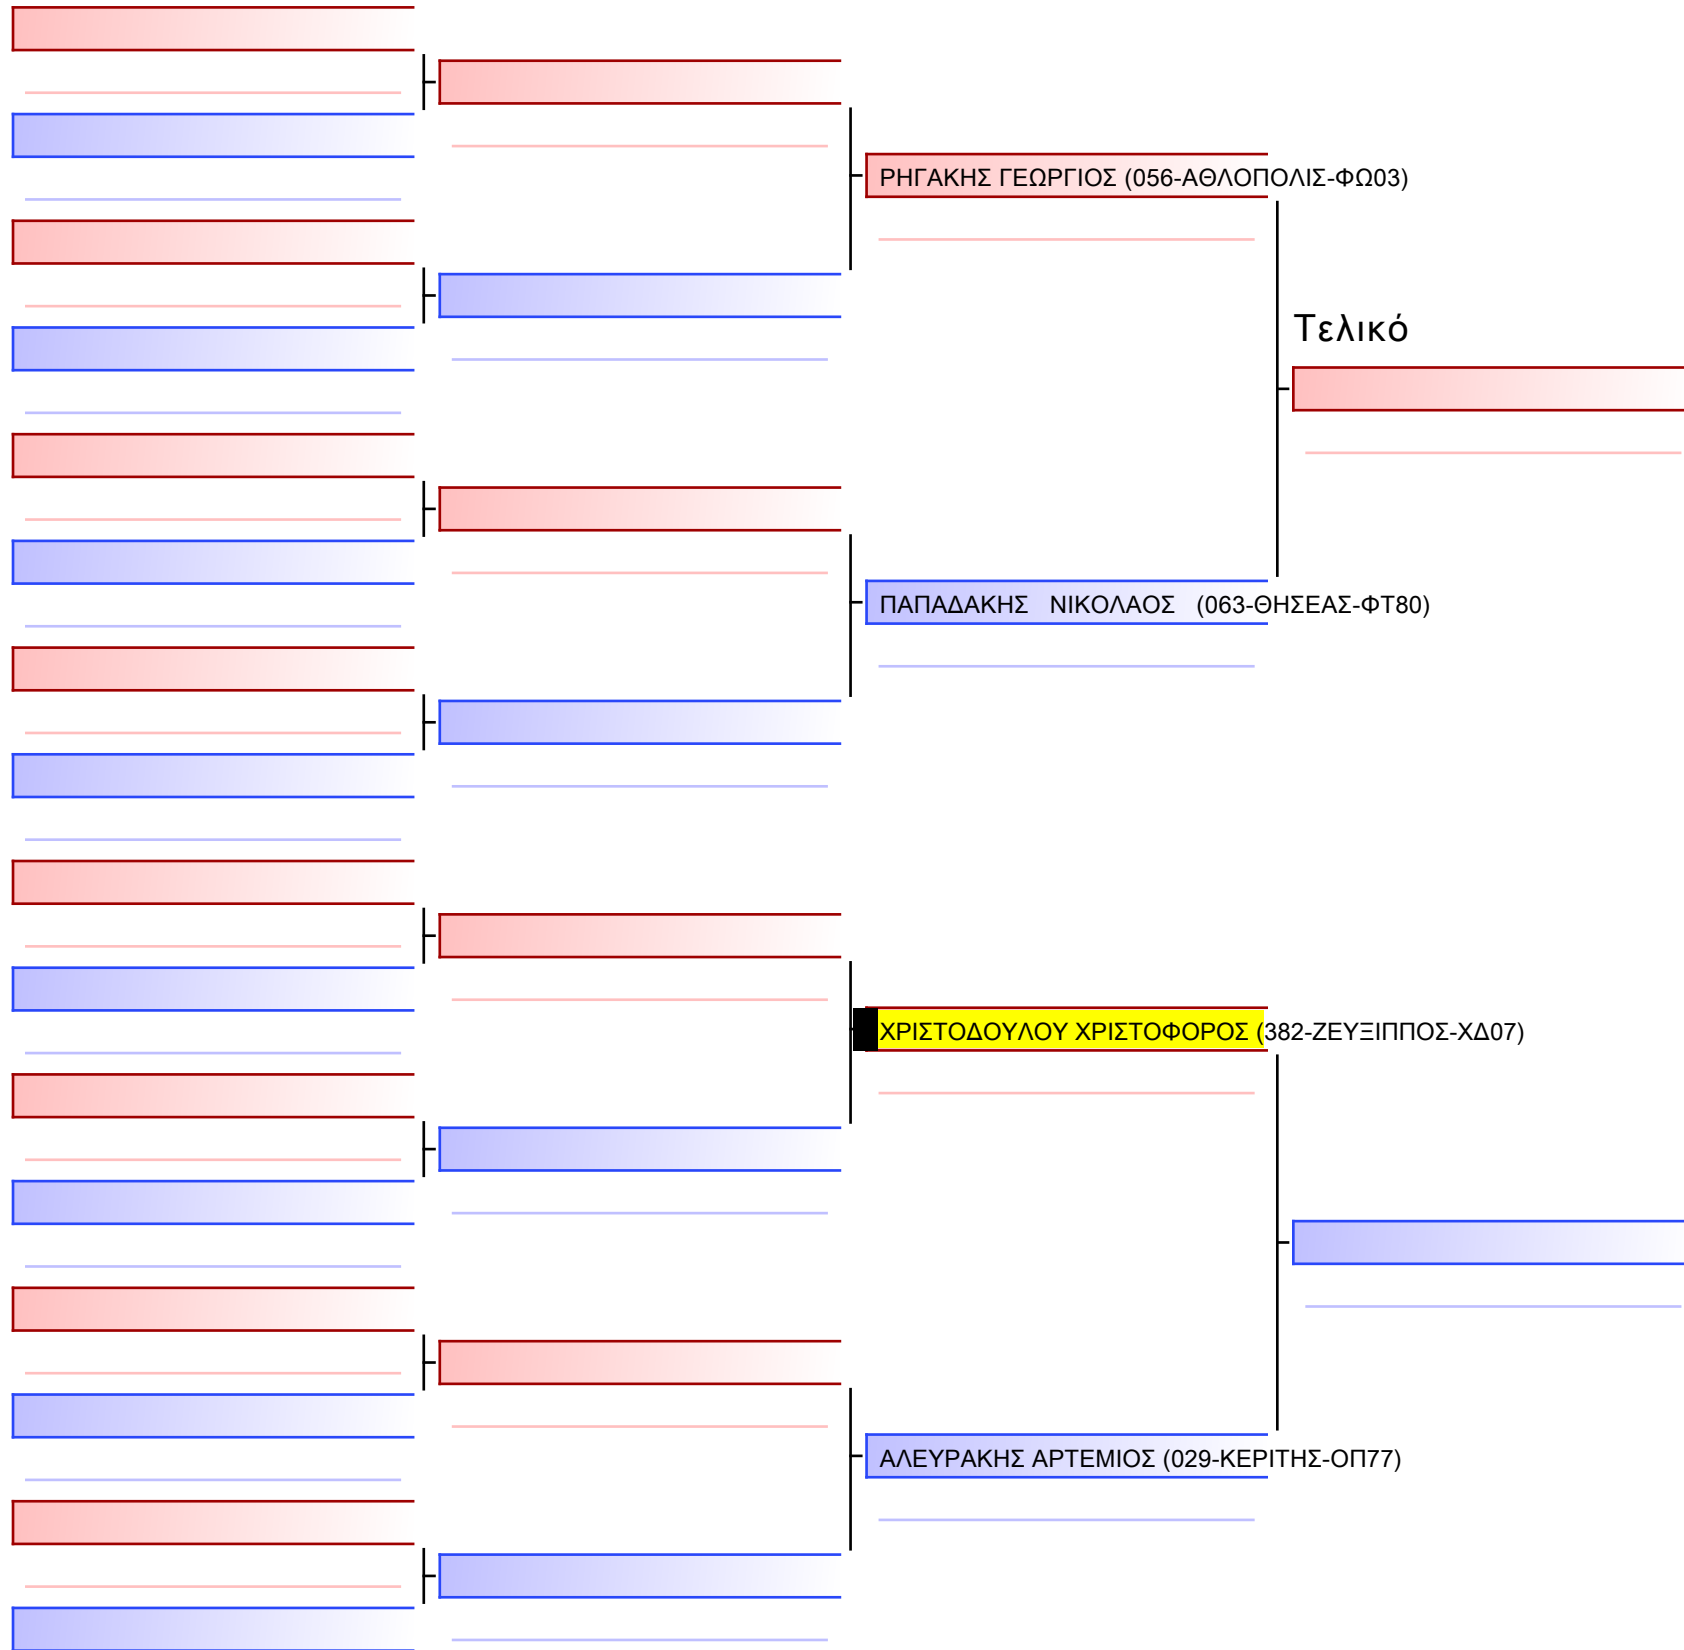 ΡΗΓΑΚΗΣ ΓΕΩΡΓΙΟΣ (056-ΑΘΛΟΠΟΛΙΣ-ΦΩ03)
Τελικό
ΠΑΠΑΔΑΚΗΣ ΝΙΚΟΛΑΟΣ (063-ΘΗΣΕΑΣ-ΦΤ80)
ΧΡΙΣΤΟΔΟΥΛΟΥ ΧΡΙΣΤΟΦΟΡΟΣ (382-ΖΕΥΞΙΠΠΟΣ-ΧΔ07)
ΑΛΕΥΡΑΚΗΣ ΑΡΤΕΜΙΟΣ (029-ΚΕΡΙΤΗΣ-ΟΠ77)